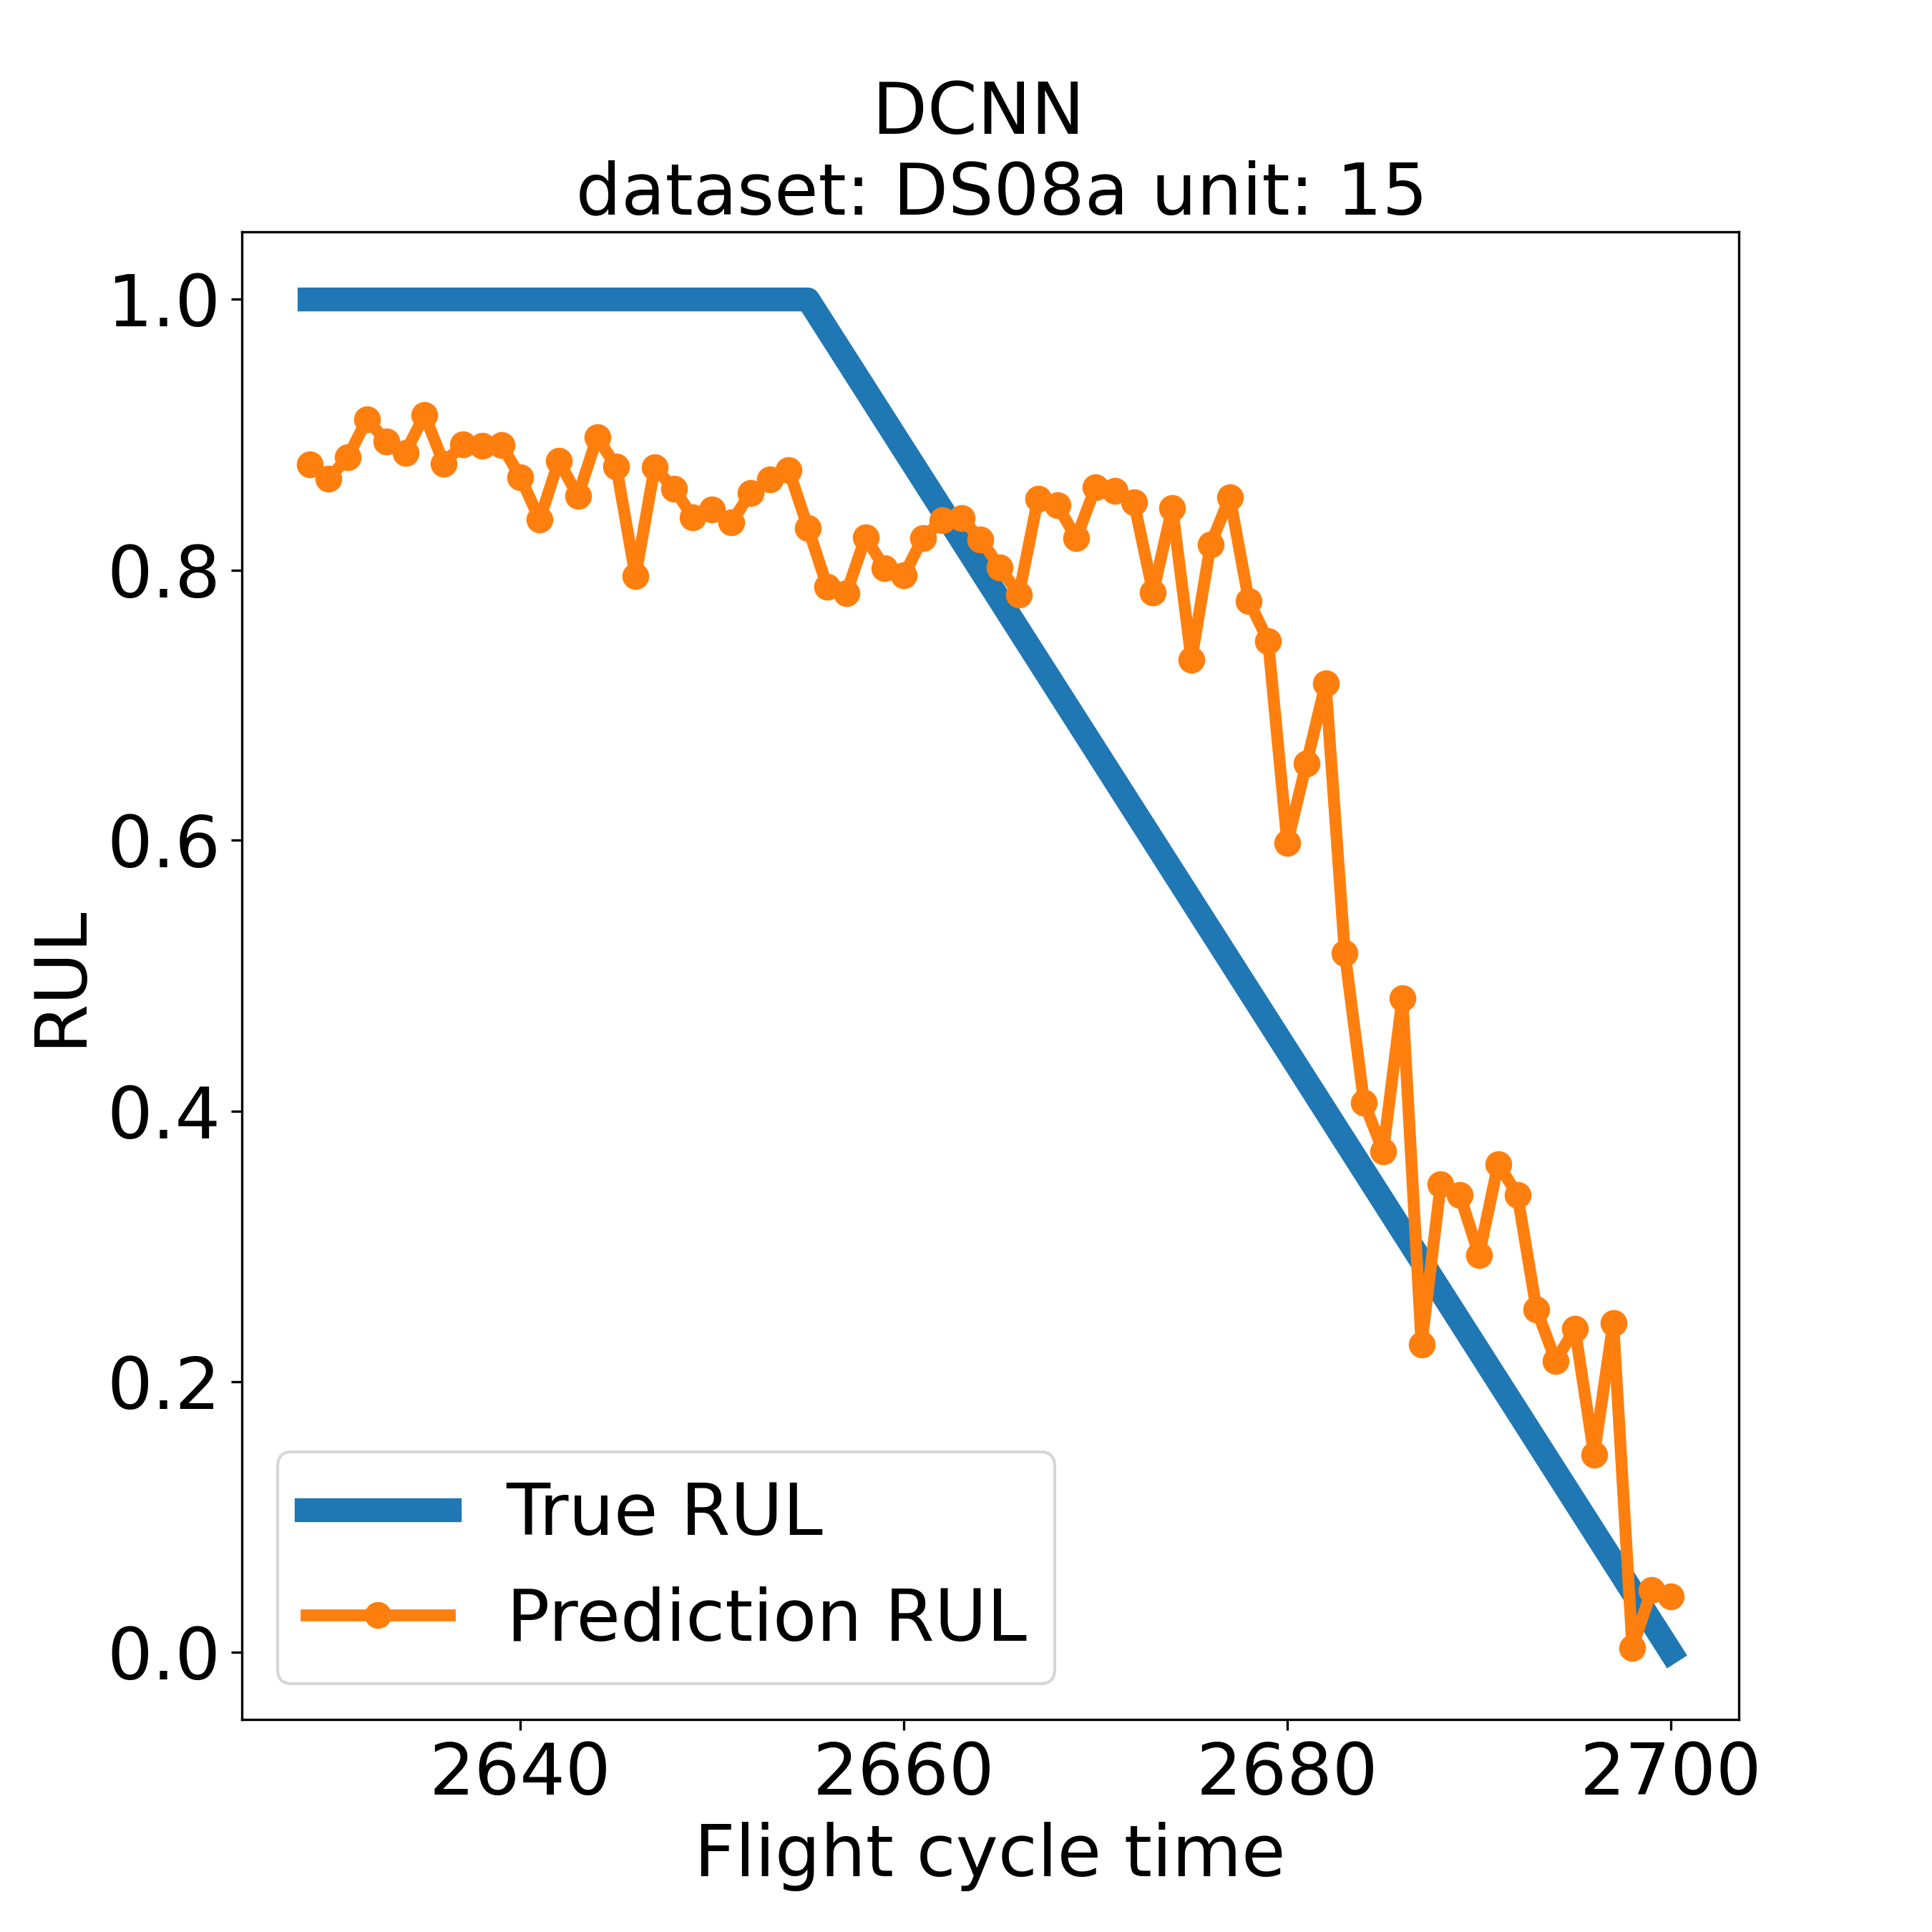 DCNN
dataset: DS08a unit: 15
1.0
0.8
0.6
0.4
0.2
0.0
RUL
True RUL
Prediction RUL
2640 2660 2680 2700
Flight cycle time